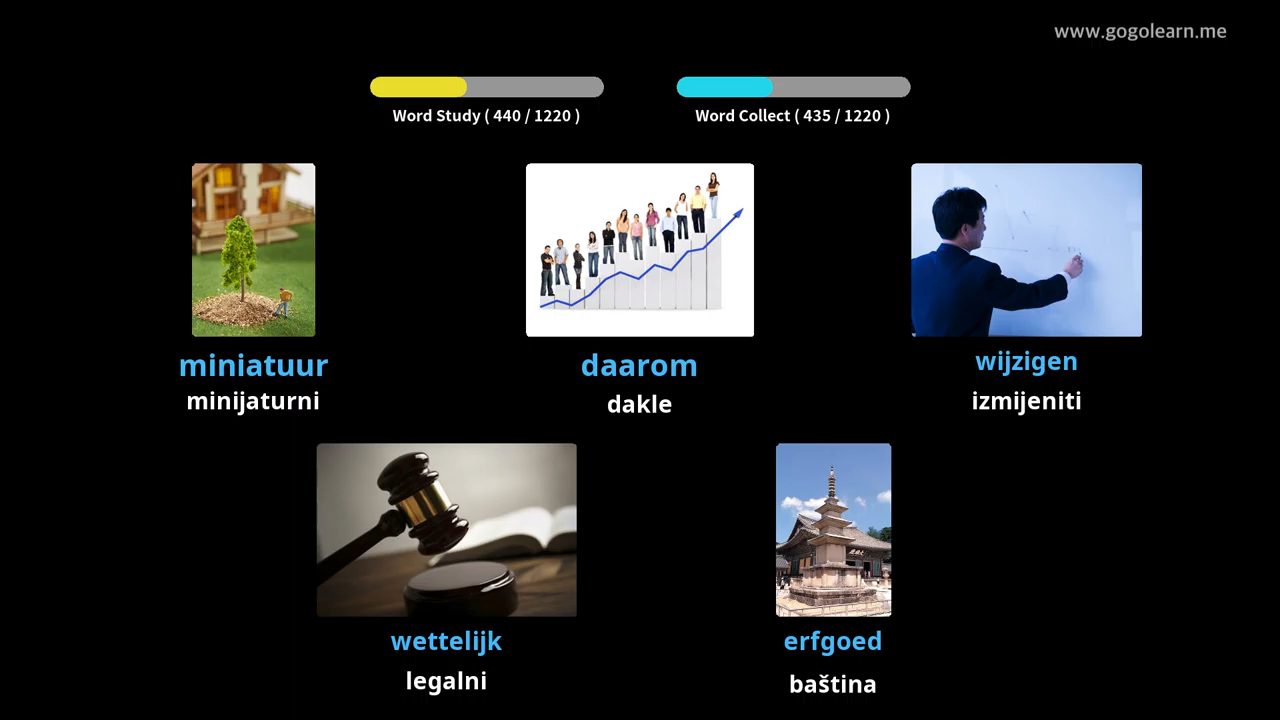 www.gogolearn.me
Word Study ( 440 / 1220 )
Word Collect ( 435 / 1220 )
miniatuur
minijaturni
daarom
dakle
wijzigen
izmijeniti
wettelijk
legalni
erfgoed
baština